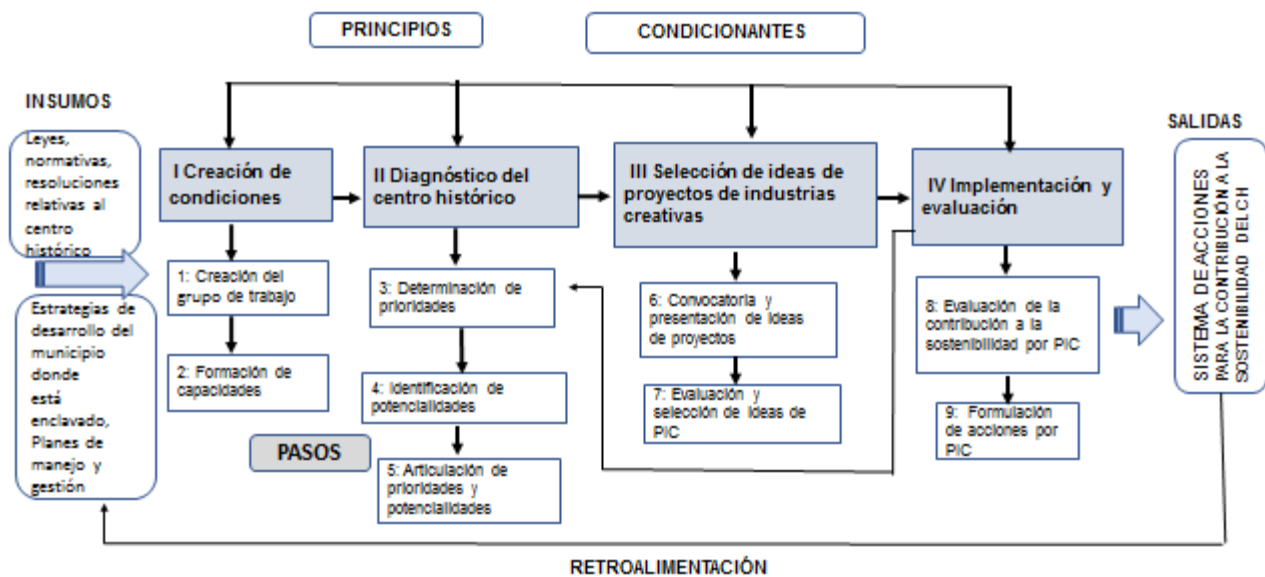 PRINCIPIOS
CONDICIONANTES
INSUMOS
Leyes,
normativas,
resoluciones
relativas al
centro
histórico
Estrategias de
desarrollo del
municipio
donde
está
enclavado,
Planes de
manejo y
gestión
I Creación de
condiciones
1: Creación del
grupo de trabajo
2: Formación de
capacidades
II Diagnóstico del
centro histórico
3: Determinación de
prioridades
4: Identificación de
potencialidades
5: Articulación de
prioridades y
potencialidades
PASOS
III Selección de ideas de
proyectos de industrias
creativas
6: Convocatoria y
presentación de ideas
de proyectos
7: Evaluación y
selección de ideas de
PIC
IV Implementación y
evaluación
8: Evaluación de la
contribución a la
sostenibilidad por PIC
9: Formulación
de acciones por
PIC
SALIDAS
SISTEMA DE ACCIONES
PARA LA CONTRIBUCIÓN A LA
SOSTENIBILIDAD DEL CH
RETROALIMENTACIÓN